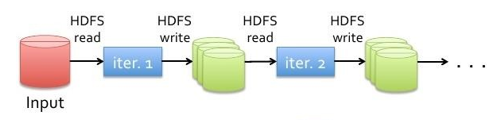 HDFS
read
HDFS
write
HDFS
read
HDFS
write
iter. 1
iter. 2
. . .
Input